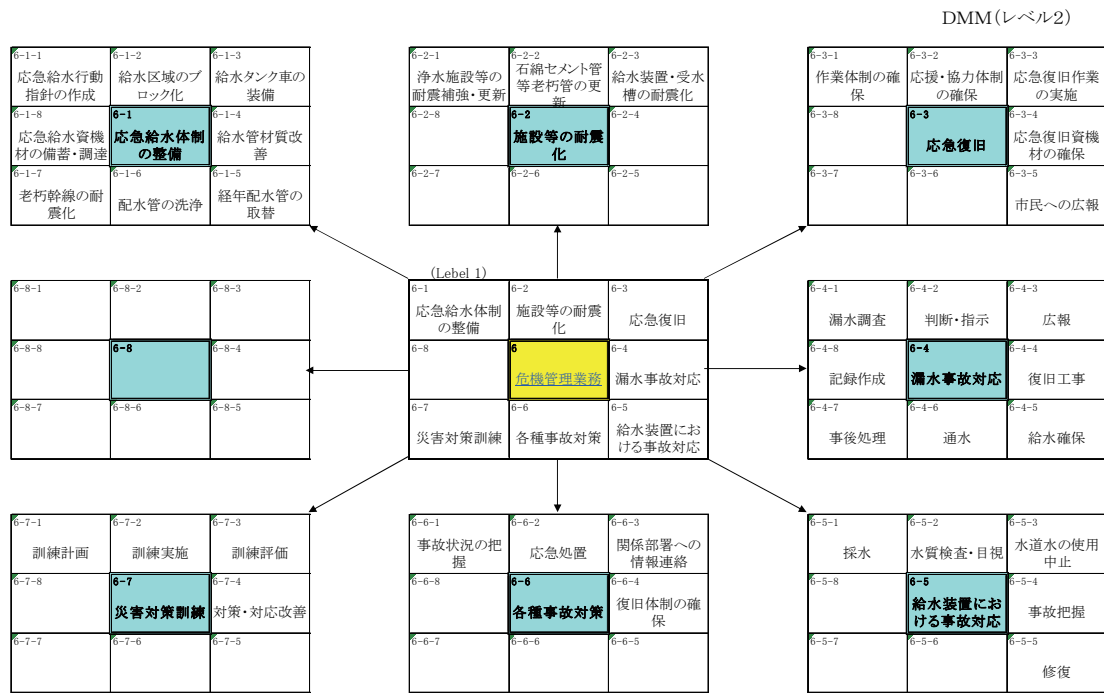 DMM(レベル2)
6-1-1
応急給水行動
指針の作成
6-1-2
給水区域のブ
ロック化
6-1-3
給水タンク車の
装備
6-1-8
応急給水資機
材の備蓄・調達
6-1
応急給水体制
の整備
6-1-4
給水管材質改
善
6-1-7
老朽幹線の耐
震化
6-1-6
配水管の洗浄
6-1-5
経年配水管の
取替
6-2-1
浄水施設等の
耐震補強・更新
6-2-2
石綿セメント管
等老朽管の更
新
6-2-3
給水装置・受水
槽の耐震化
6-2-8
6-2
施設等の耐震
化
6-2-4
6-2-7
6-2-6
6-2-5
6-3-1
作業体制の確
保
6-3-2
応援・協力体制
の確保
6-3-3
応急復旧作業
の実施
6-3-8
6-3
応急復旧
6-3-4
応急復旧資機
材の確保
6-3-7
6-3-6
6-3-5
市民への広報
6-8-1
6-8-2
6-8-3
6-8-8
6-8
6-8-4
6-8-7
6-8-6
6-8-5
(Lebel 1)
6-1
応急給水体制
の整備
6-2
施設等の耐震
化
6-3
応急復旧
6-8
6
危機管理業務
6-4
漏水事故対応
6-7
災害対策訓練
6-6
各種事故対策
6-5
給水装置にお
ける事故対応
6-4-1
漏水調査
6-4-2
判断・指示
6-4-3
広報
6-4-8
記録作成
6-4
漏水事故対応
6-4-4
復旧工事
6-4-7
事後処理
6-4-6
通水
6-4-5
給水確保
6-7-1
訓練計画
6-7-2
訓練実施
6-7-3
訓練評価
6-7-8
6-7
災害対策訓練
6-7-4
対策・対応改善
6-7-7
6-7-6
6-7-5
6-6-1
事故状況の把
握
6-6-2
応急処置
6-6-3
関係部署への
情報連絡
6-6-8
6-6
各種事故対策
6-6-4
復旧体制の確
保
6-6-7
6-6-6
6-6-5
6-5-1
採水
6-5-2
水質検査・目視
6-5-3
水道水の使用
中止
6-5-8
6-5
給水装置にお
ける事故対応
6-5-4
事故把握
6-5-7
6-5-6
6-5-5
修復